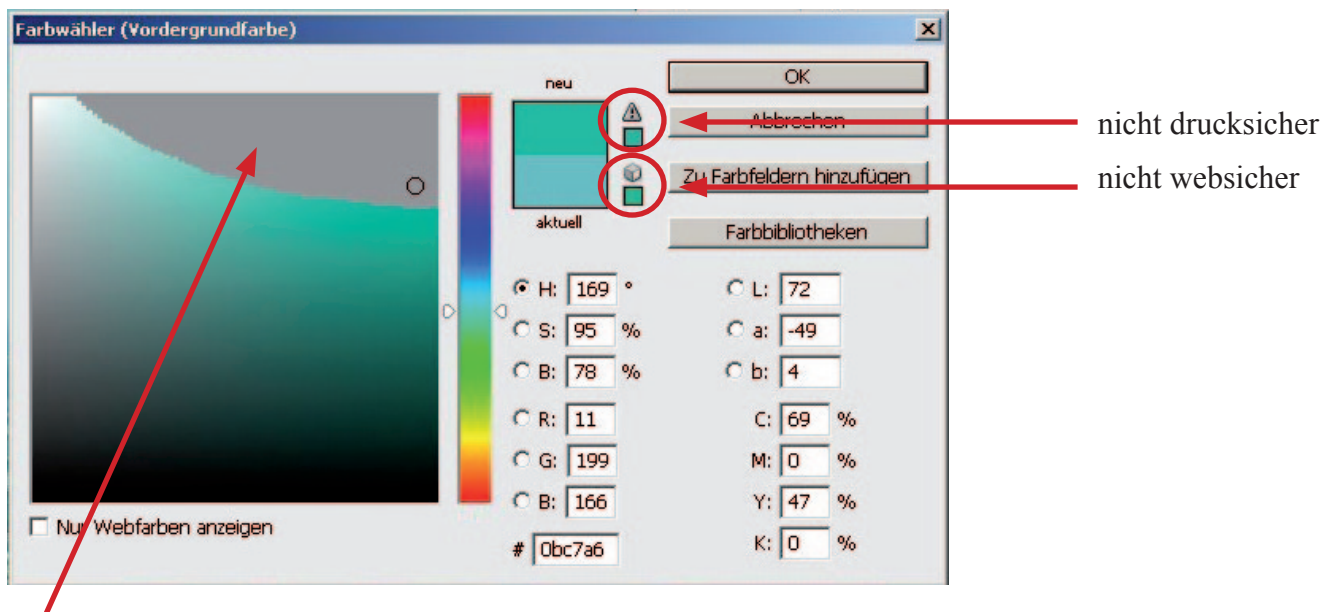 Farbwähler (Vordergrundfarbe)
neu
OK
Abbrechen
nicht drucksicher
Zu Farbfeldern hinzufügen
nicht websicher
aktuell
Farbbibliotheken
H: 169 °
L: 72
S: 95 %
a: -49
B: 78 %
b: 4
R: 11
C: 69 %
G: 199
M: 0 %
B: 166
Y: 47 %
Nur Webfarben anzeigen
# 0bc7a6
K: 0 %